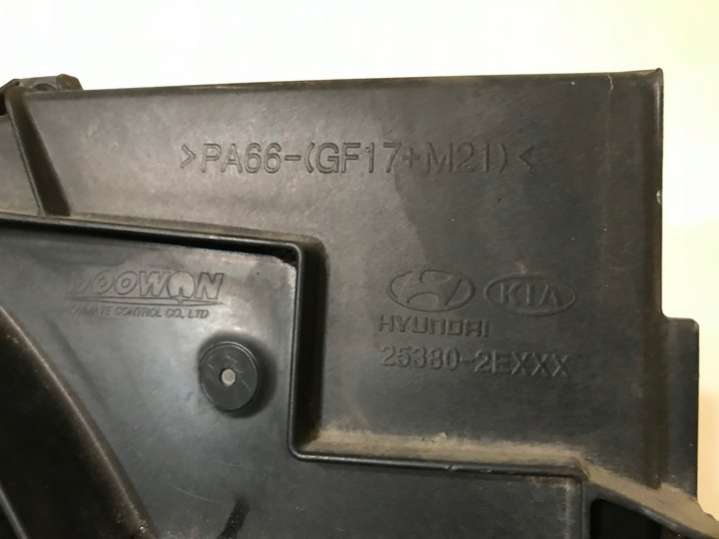 >PA66-(GF17+M21)<
DOOWON
CLIMATE CONTROL CO., LTD
KIA
HYUNDAI
25380-2EXXX